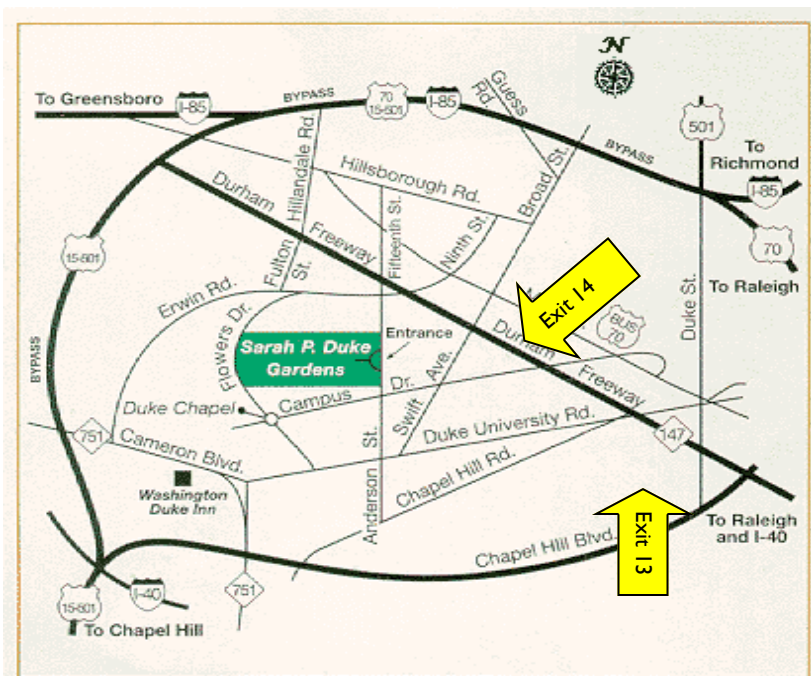 N
To Greensboro
I-85
BYPASS
70
15-501
I-85
Guess
Rd.
BYPASS
501
To
Richmond
I-85
70
To Raleigh
Hillandale Rd.
Hillsborough Rd.
Broad St.
Durham
Freeway
Fifteenth St.
Ninth St.
Fulton
St.
15-501
Erwin Rd.
Flowers Dr.
Exit 14
BUS
70
Duke St.
Sarah P. Duke
Gardens
Entrance
Durham
Freeway
BYPASS
Duke Chapel
Campus
Dr.
Swift Ave.
Duke University Rd.
751
Cameron Blvd.
147
Washington
Duke Inn
Anderson St.
Chapel Hill Rd.
Exit 13
To Raleigh
and I-40
Chapel Hill Blvd.
751
I-40
15-501
To Chapel Hill